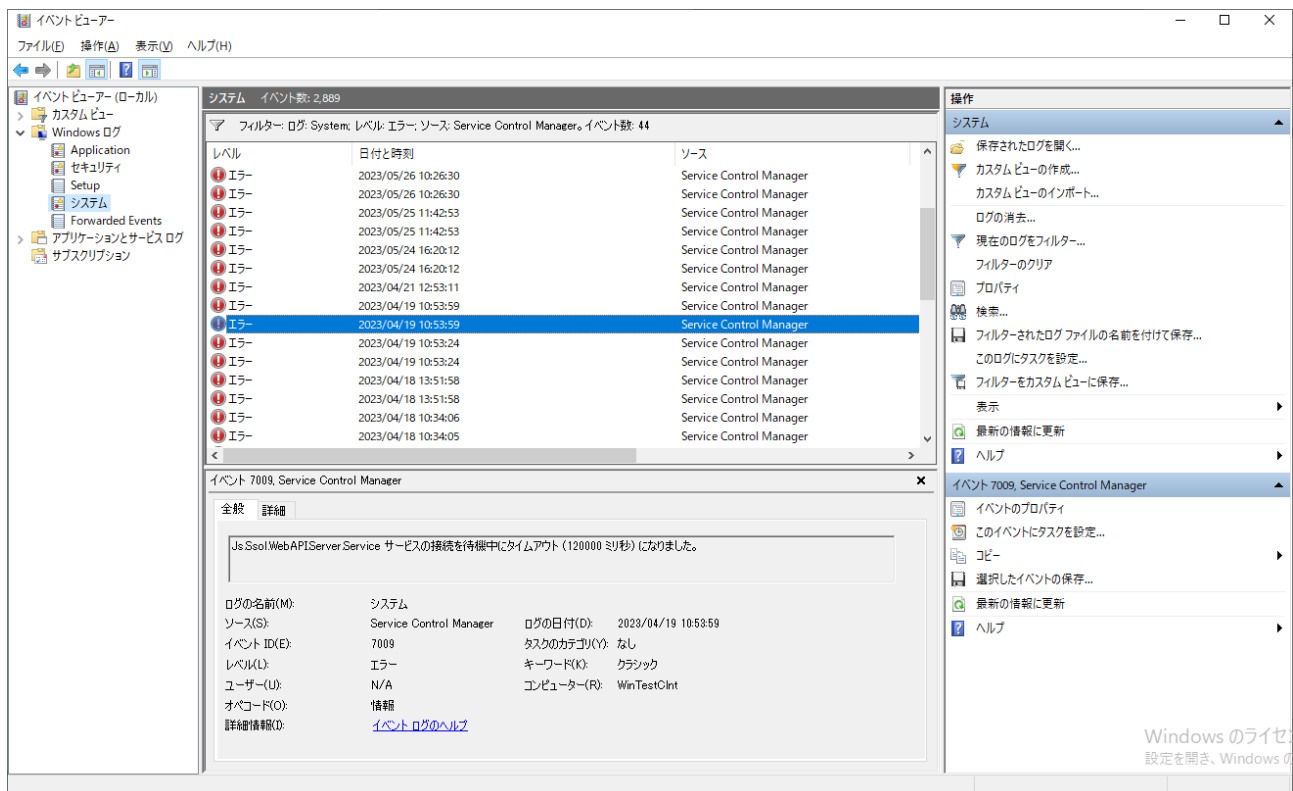 イベント ビューアー
ファイル(F) 操作(A) 表示(V) ヘルプ(H)
イベント ビューアー (ローカル)
カスタム ビュー
Windows ログ
Application
セキュリティ
Setup
システム
Forwarded Events
アプリケーションとサービス ログ
サブスクリプション
システム イベント数: 2,889
フィルター: ログ: System; レベル: エラー; ソース: Service Control Manager。イベント数: 44
レベル 日付と時刻 ソース
エラー 2023/05/26 10:26:30 Service Control Manager
エラー 2023/05/26 10:26:30 Service Control Manager
エラー 2023/05/25 11:42:53 Service Control Manager
エラー 2023/05/25 11:42:53 Service Control Manager
エラー 2023/05/24 16:20:12 Service Control Manager
エラー 2023/05/24 16:20:12 Service Control Manager
エラー 2023/04/21 12:53:11 Service Control Manager
エラー 2023/04/19 10:53:59 Service Control Manager
エラー 2023/04/19 10:53:59 Service Control Manager
エラー 2023/04/19 10:53:24 Service Control Manager
エラー 2023/04/19 10:53:24 Service Control Manager
エラー 2023/04/18 13:51:58 Service Control Manager
エラー 2023/04/18 13:51:58 Service Control Manager
エラー 2023/04/18 10:34:06 Service Control Manager
エラー 2023/04/18 10:34:05 Service Control Manager
イベント 7009, Service Control Manager
全般 詳細
Js.Ssol.WebAPIServer.Service サービスの接続を待機中にタイムアウト (120000 ミリ秒) になりました。
ログの名前(M): システム
ソース(S): Service Control Manager ログの日付(D): 2023/04/19 10:53:59
イベント ID(E): 7009 タスクのカテゴリ(Y): なし
レベル(L): エラー キーワード(K): クラシック
ユーザー(U): N/A コンピューター(R): WinTestClnt
オペコード(O): 情報
詳細情報(I): イベント ログのヘルプ
操作
システム
保存されたログを開く...
カスタム ビューの作成...
カスタム ビューのインポート...
ログの消去...
現在のログをフィルター...
フィルターのクリア
プロパティ
検索...
フィルターされたログ ファイルの名前を付けて保存...
このログにタスクを設定...
フィルターをカスタム ビューに保存...
表示
最新の情報に更新
ヘルプ
イベント 7009, Service Control Manager
イベントのプロパティ
このイベントにタスクを設定...
コピー
選択したイベントの保存...
最新の情報に更新
ヘルプ
Windows のライセ
設定を開き、Windows の